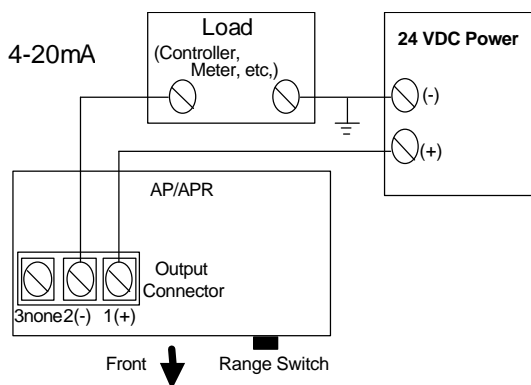 4-20mA
Load
(Controller,
Meter, etc,)
24 VDC Power
(-)
(+)
AP/APR
Output
Connector
3none 2(-) 1(+)
Front
Range Switch